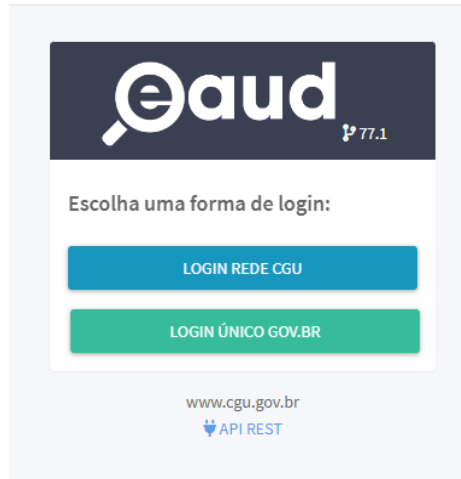 eaud
77.1
Escolha uma forma de login:
LOGIN REDE CGU
LOGIN ÚNICO GOV.BR
www.cgu.gov.br
API REST